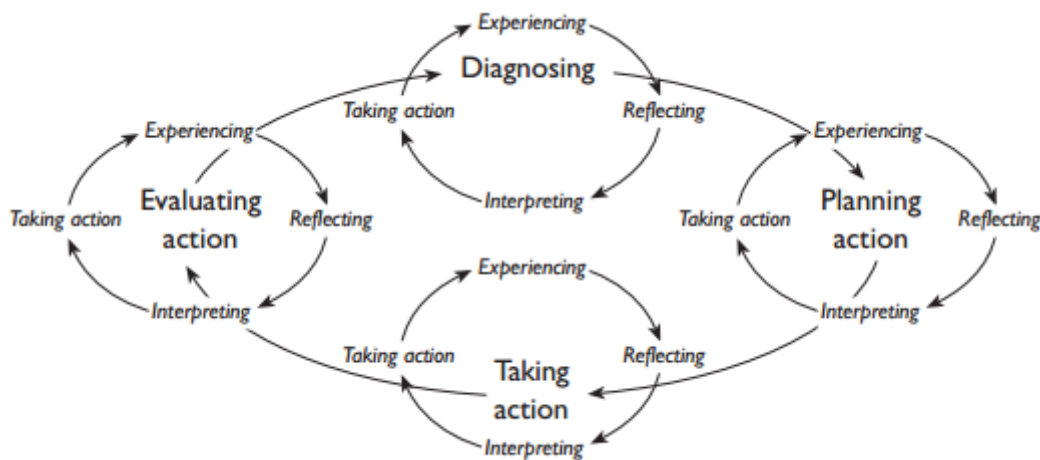 Experiencing
Diagnosing
Taking action
Reflecting
Interpreting
Experiencing
Evaluating
action
Taking action
Reflecting
Interpreting
Experiencing
Planning
action
Taking action
Reflecting
Interpreting
Experiencing
Taking action
Reflecting
Taking
action
Interpreting